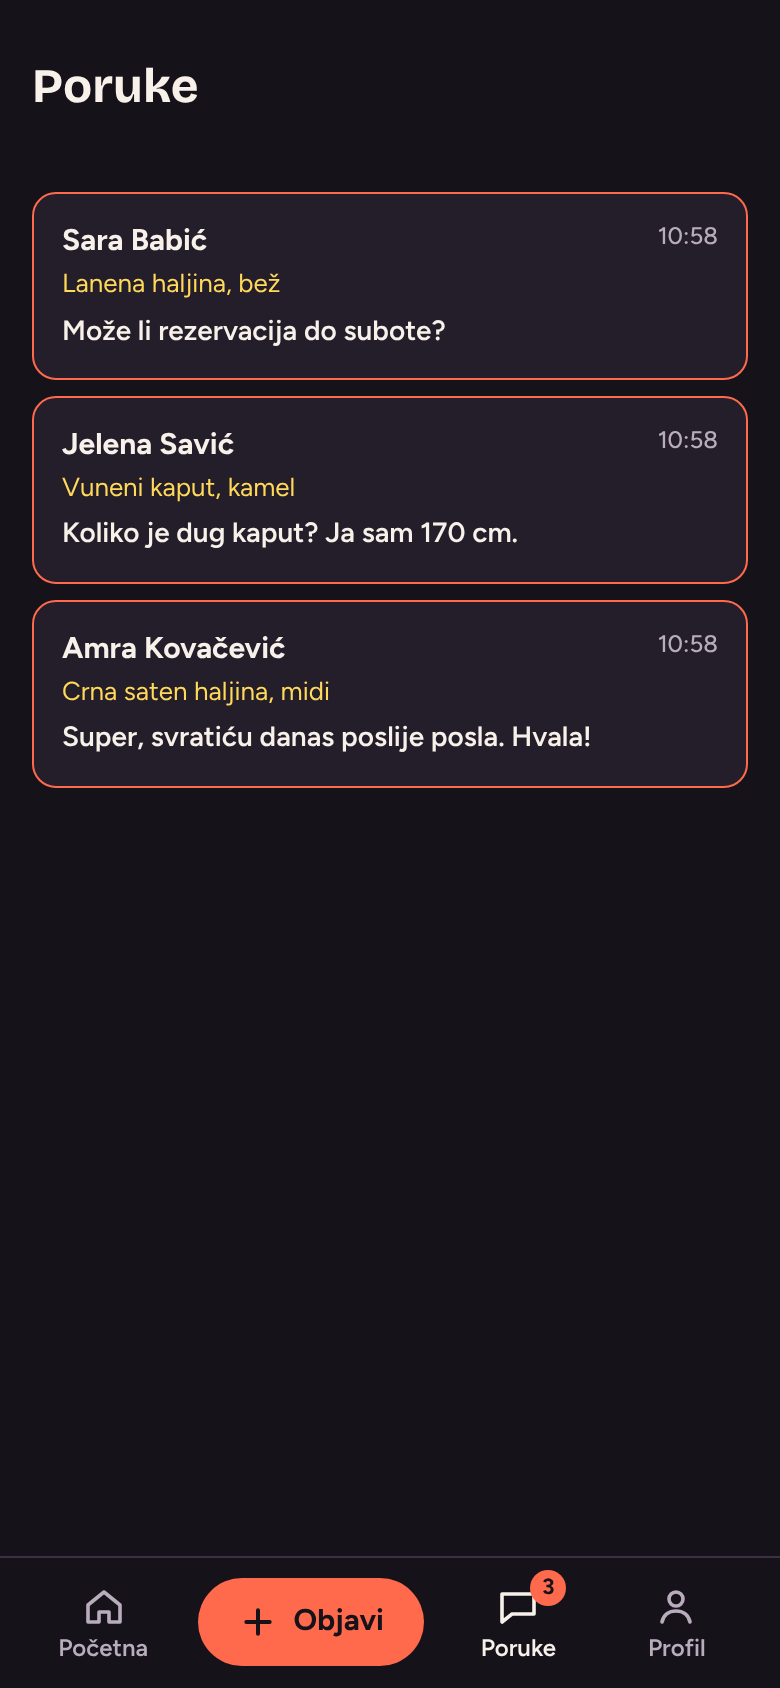 Poruke
Sara Babić
10:58
Lanena haljina, bež
Može li rezervacija do subote?
Jelena Savić
10:58
Vuneni kaput, kamel
Koliko je dug kaput? Ja sam 170 cm.
Amra Kovačević
10:58
Crna saten haljina, midi
Super, svratiću danas poslije posla. Hvala!
Početna
+ Objavi
3
Poruke
Profil